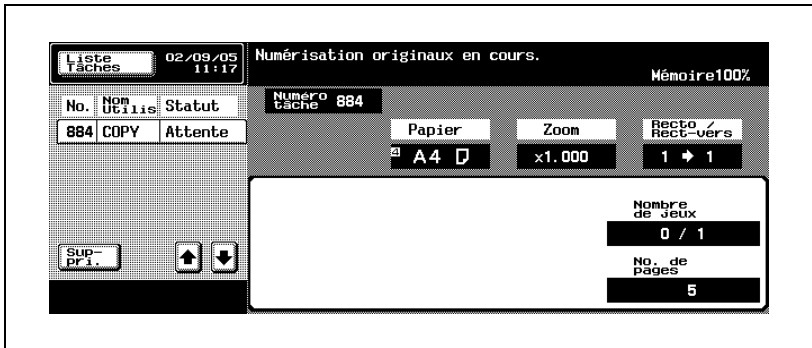 Liste
Tâches
02/09/05
11:17
Numérisation originaux en cours.
Mémoire100%
No.
Nom
Utilis
Statut
884
COPY
Attente
Numéro
tâche
884
Papier
Zoom
Recto /
Rect-vers
4
A4
x1.000
1 ➔ 1
Nombre
de jeux
0 / 1
Sup-
pri.
No. de
pages
5